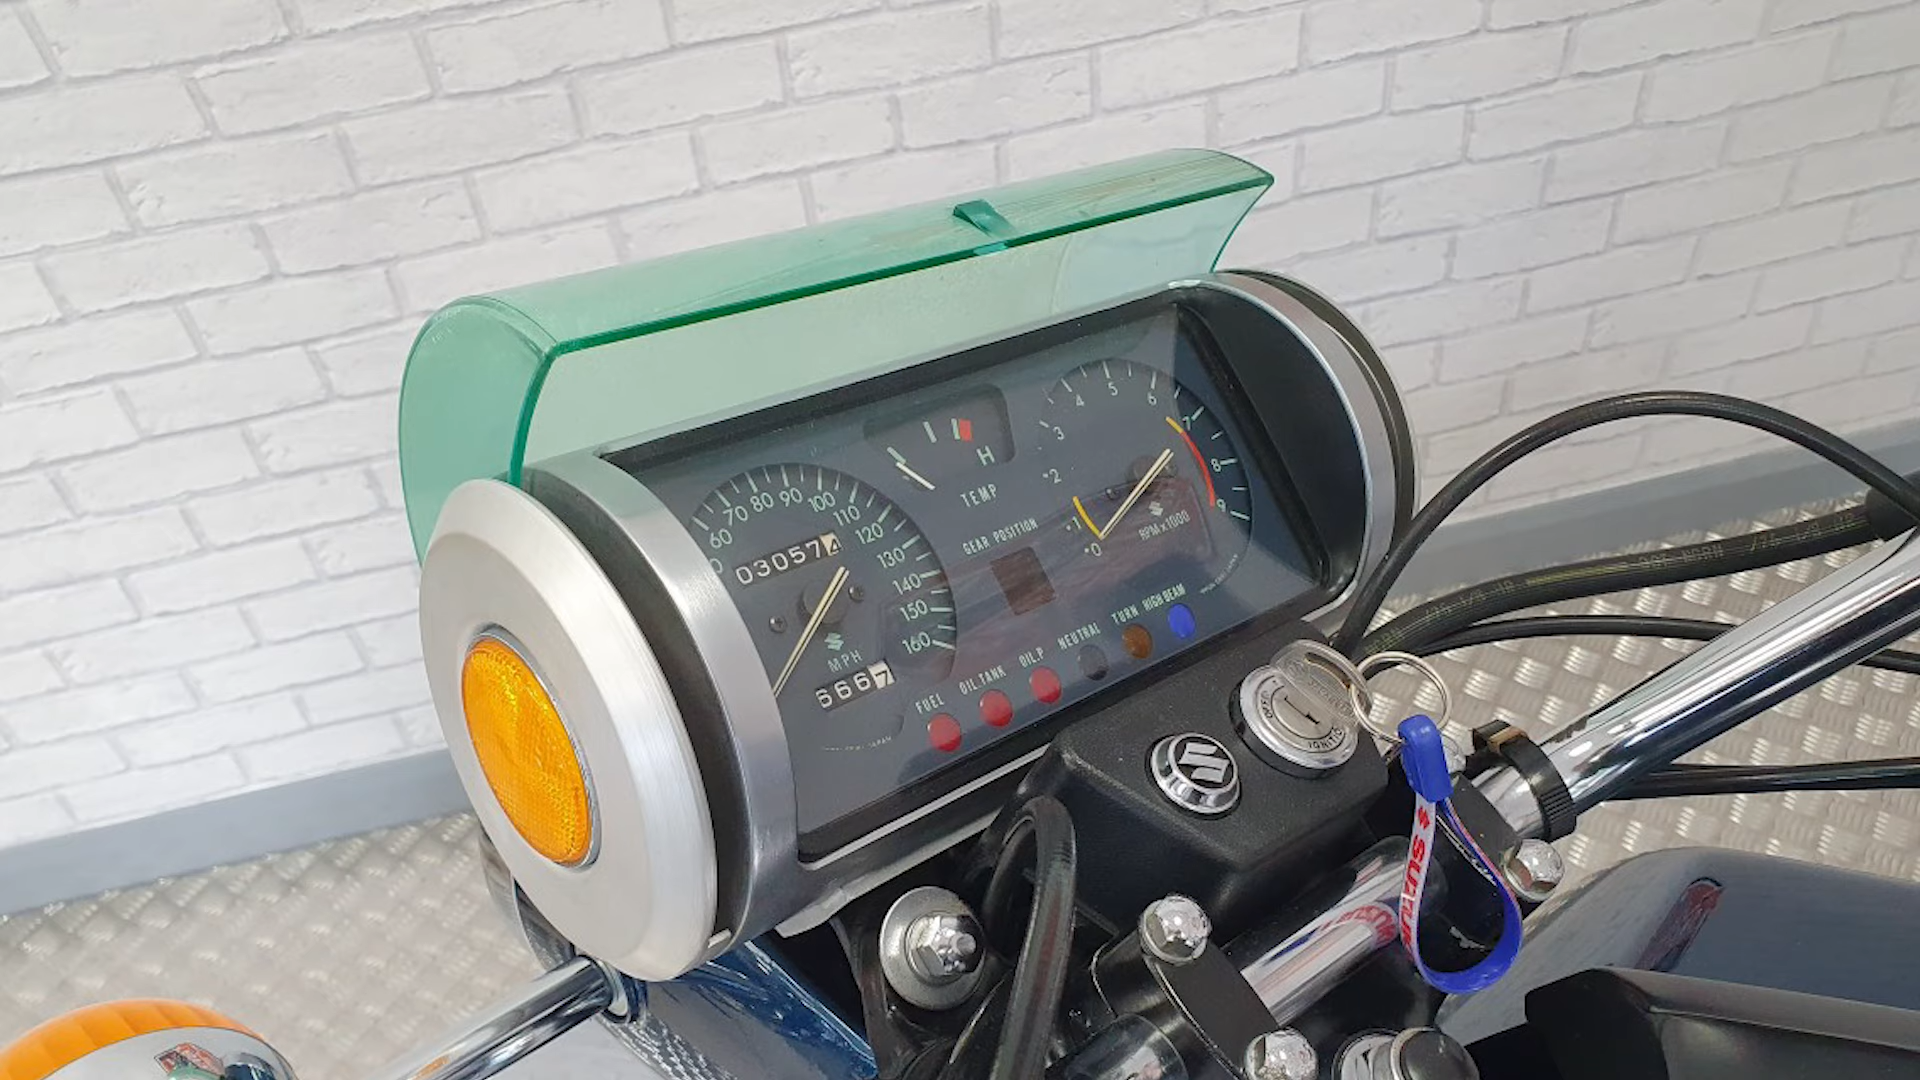 H
TEMP
GEAR POSITION
60 70 80 90 100 110 120 130 140 150 160
03057
MPH
6667
0 1 2 3 4 5 6 7 8 9
RPM x 1000
FUEL
OIL TANK
OIL.P
NEUTRAL
TURN
HIGH BEAM
OFF
SUZUKI